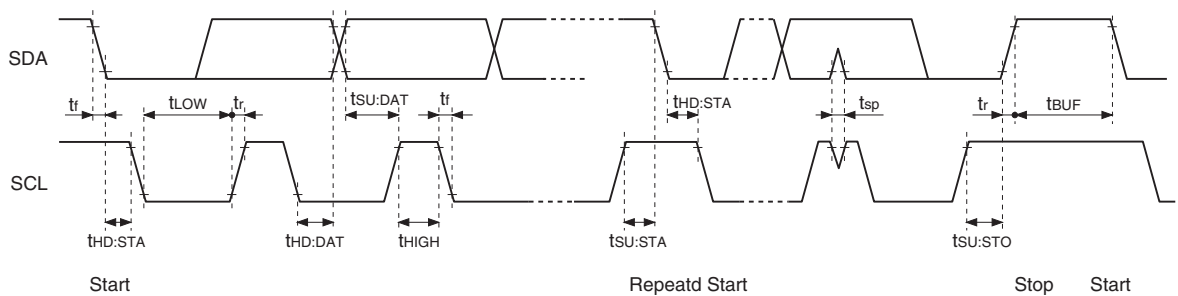 SDA
tf tLOW tr tSU:DAT tf tHD:STA tsp tr tBUF
SCL
tHD:STA tHD:DAT tHIGH tSU:STA tSU:STO
Start Repeatd Start Stop Start